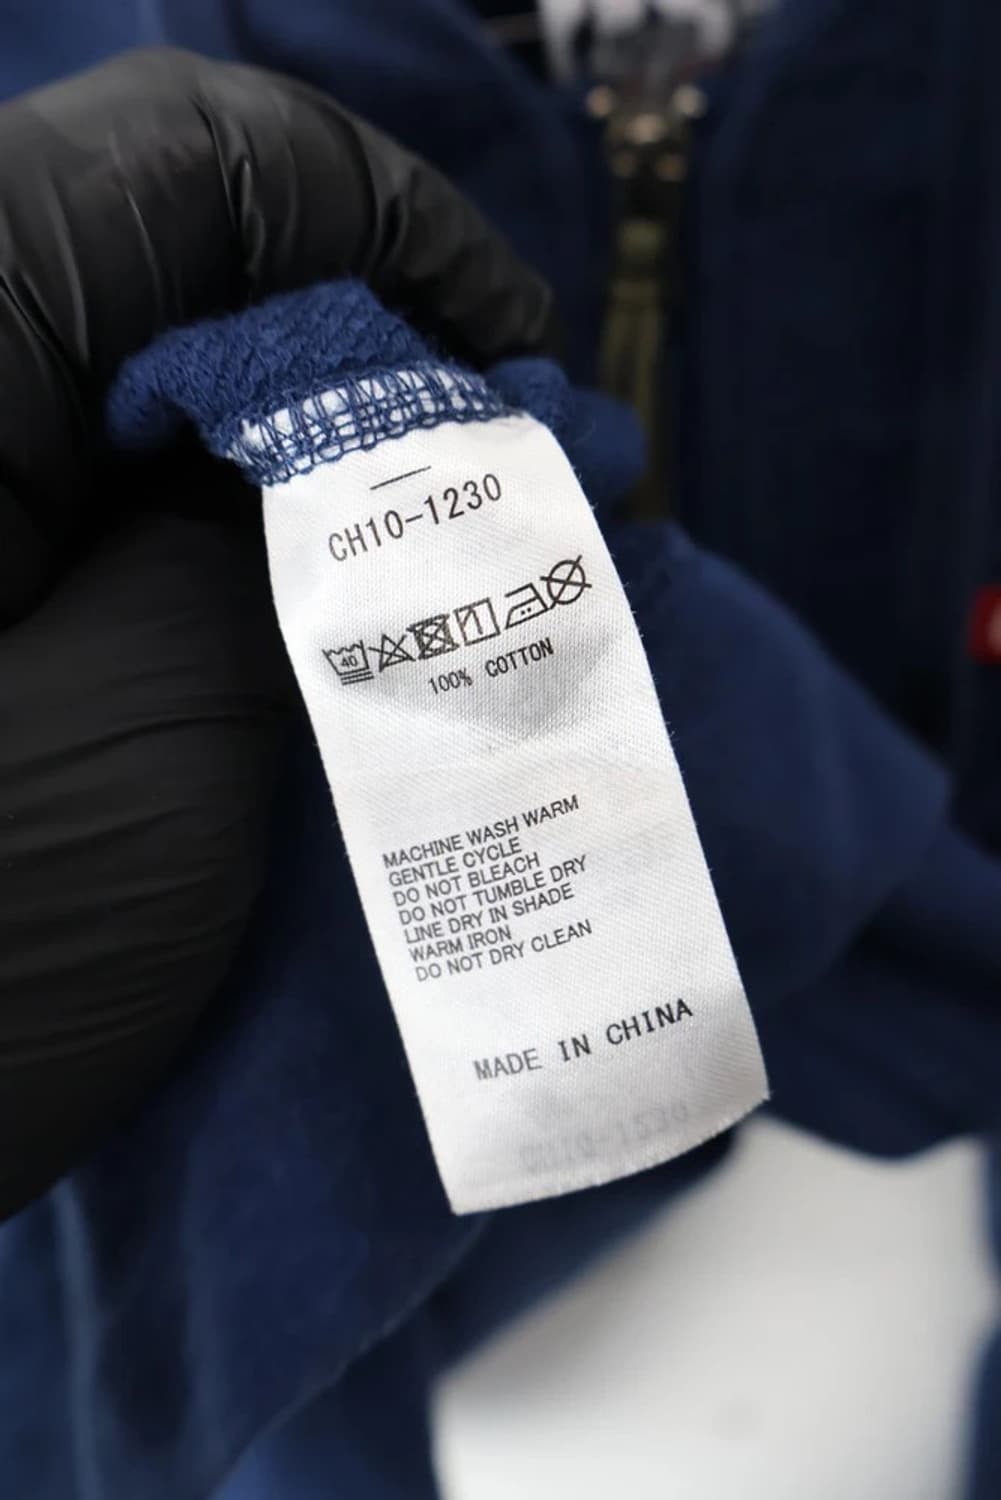 CH10-1230
40
100% COTTON
MACHINE WASH WARM
GENTLE CYCLE
DO NOT BLEACH
DO NOT TUMBLE DRY
LINE DRY IN SHADE
WARM IRON
DO NOT DRY CLEAN
MADE IN CHINA